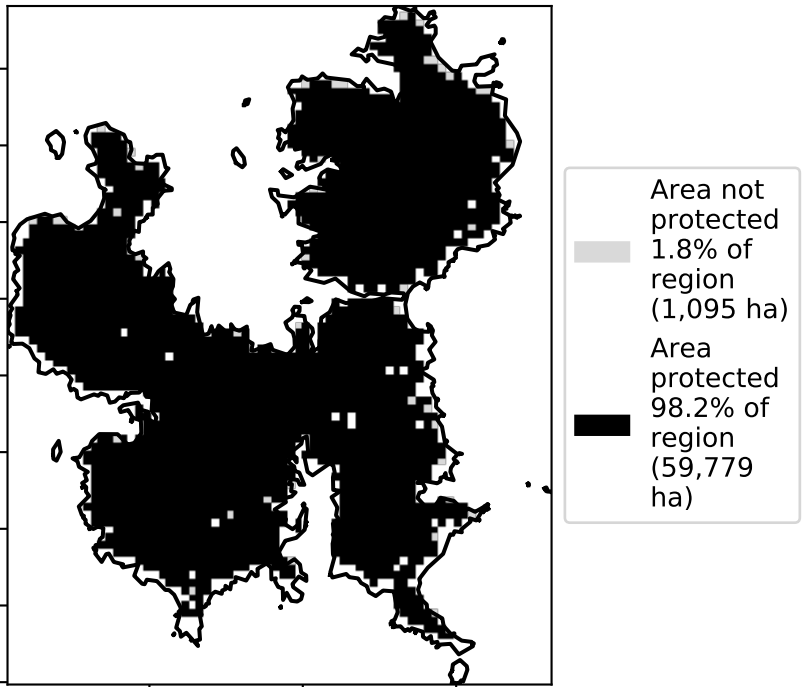 Area not
protected
1.8% of
region
(1,095 ha)
Area
protected
98.2% of
region
(59,779
ha)